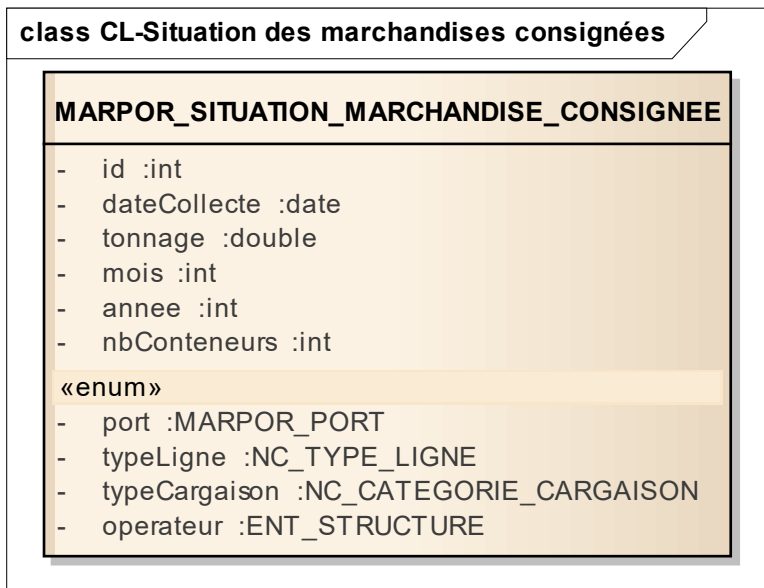 class CL-Situation des marchandises consignées
MARPOR_SITUATION_MARCHANDISE_CONSIGNEE
- id :int
- dateCollecte :date
- tonnage :double
- mois :int
- annee :int
- nbConteneurs :int
«enum»
- port :MARPOR_PORT
- typeLigne :NC_TYPE_LIGNE
- typeCargaison :NC_CATEGORIE_CARGAISON
- operateur :ENT_STRUCTURE